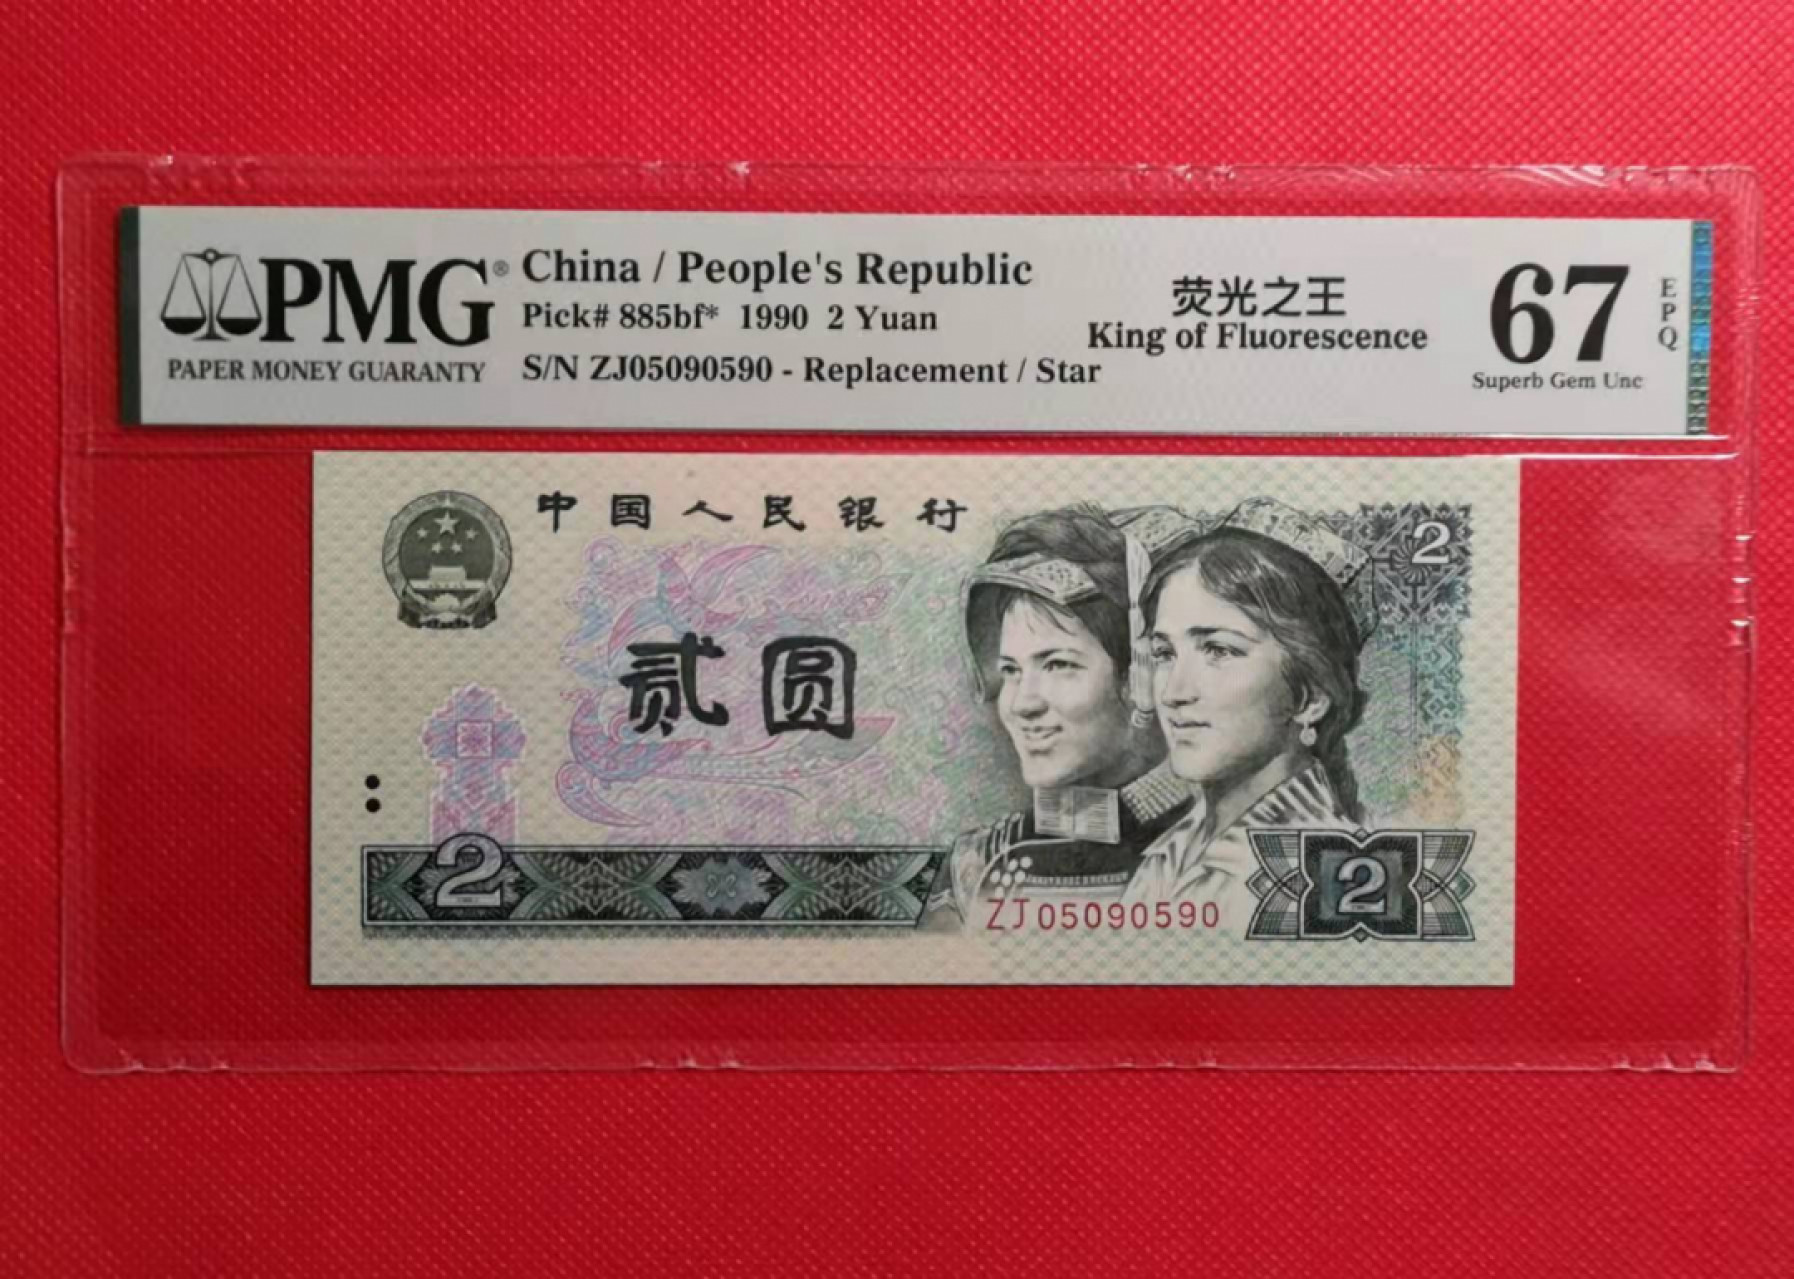 PMG®
PAPER MONEY GUARANTY
China / People's Republic
Pick# 885bf* 1990 2 Yuan
S/N ZJ05090590 - Replacement / Star
荧光之王
King of Fluorescence
67
EPQ
Superb Gem Unc
中国人民银行
2
贰圆
2
ZJ05090590
2